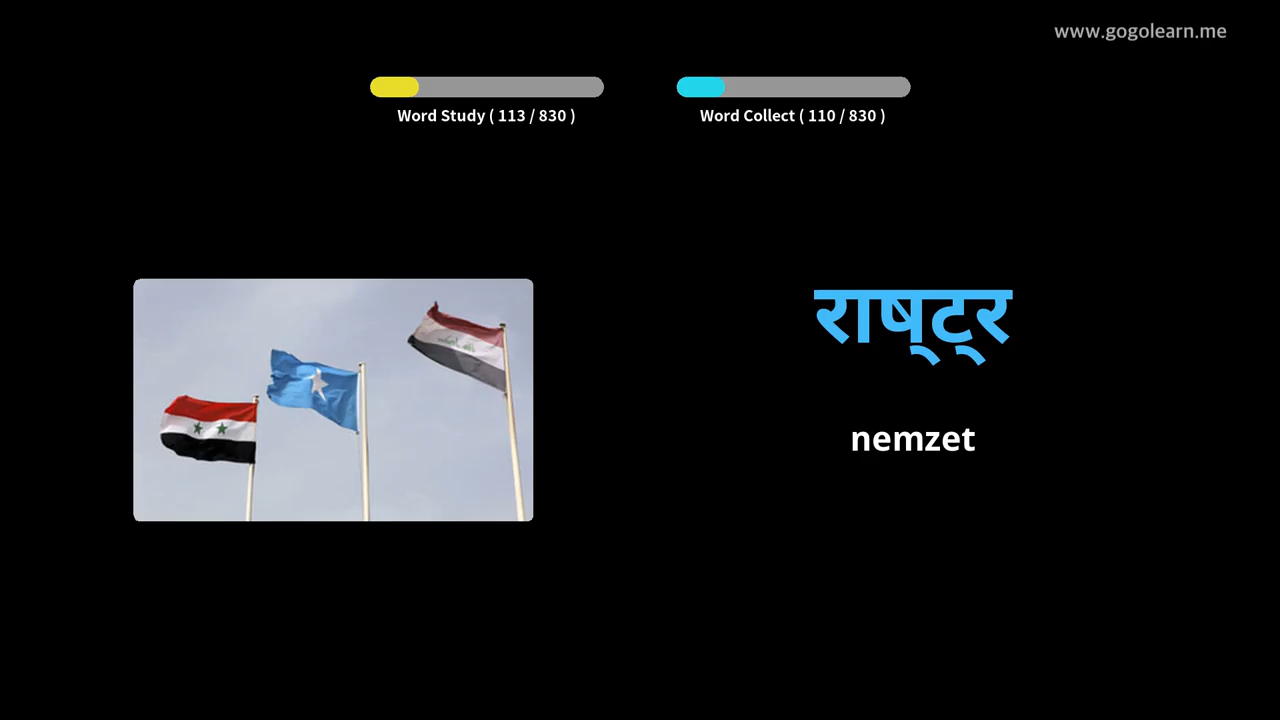 www.gogolearn.me
Word Study ( 113 / 830 )
Word Collect ( 110 / 830 )
राष्ट्र
nemzet